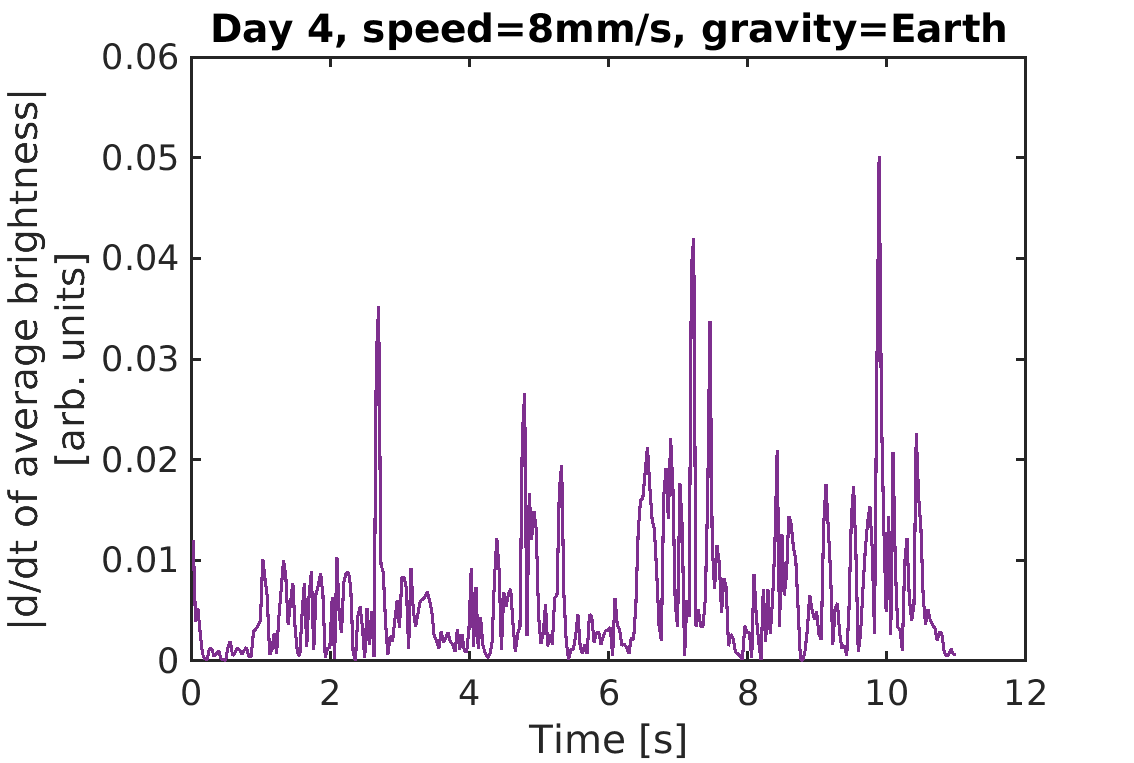 Day 4, speed=8mm/s, gravity=Earth
|d/dt of average brightness|
[arb. units]
0.06
0.05
0.04
0.03
0.02
0.01
0
0 2 4 6 8 10 12
Time [s]